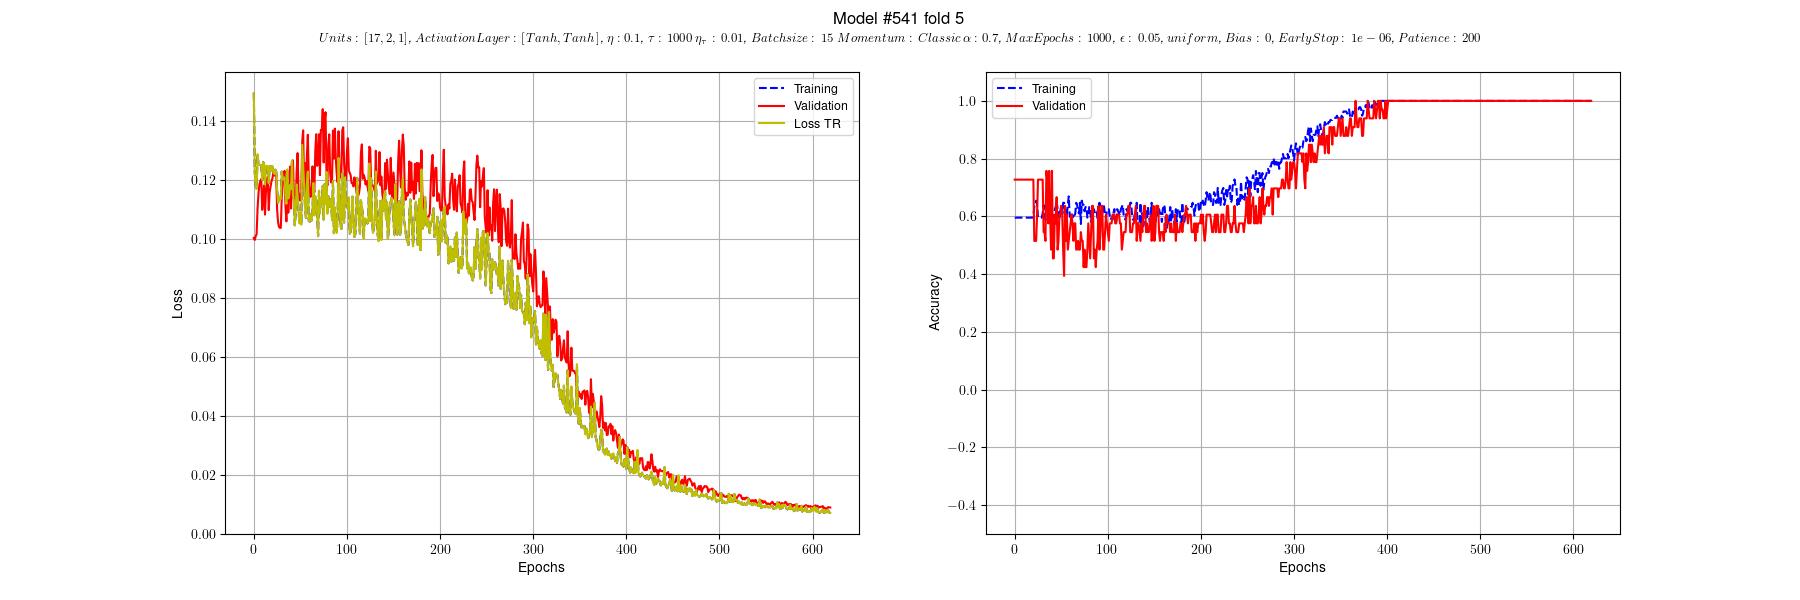 Model #541 fold 5
Units : [17, 2, 1], ActivationLayer : [Tanh, Tanh], η : 0.1, τ : 1000 η_τ : 0.01, Batchsize : 15 Momentum : Classic α : 0.7, MaxEpochs : 1000, ϵ : 0.05, uniform, Bias : 0, EarlyStop : 1e − 06, Patience : 200
Training
Validation
Loss TR
0.14
0.12
0.10
0.08
0.06
0.04
0.02
0.00
Loss
0 100 200 300 400 500 600
Epochs
Training
Validation
1.0
0.8
0.6
0.4
0.2
0.0
−0.2
−0.4
Accuracy
0 100 200 300 400 500 600
Epochs